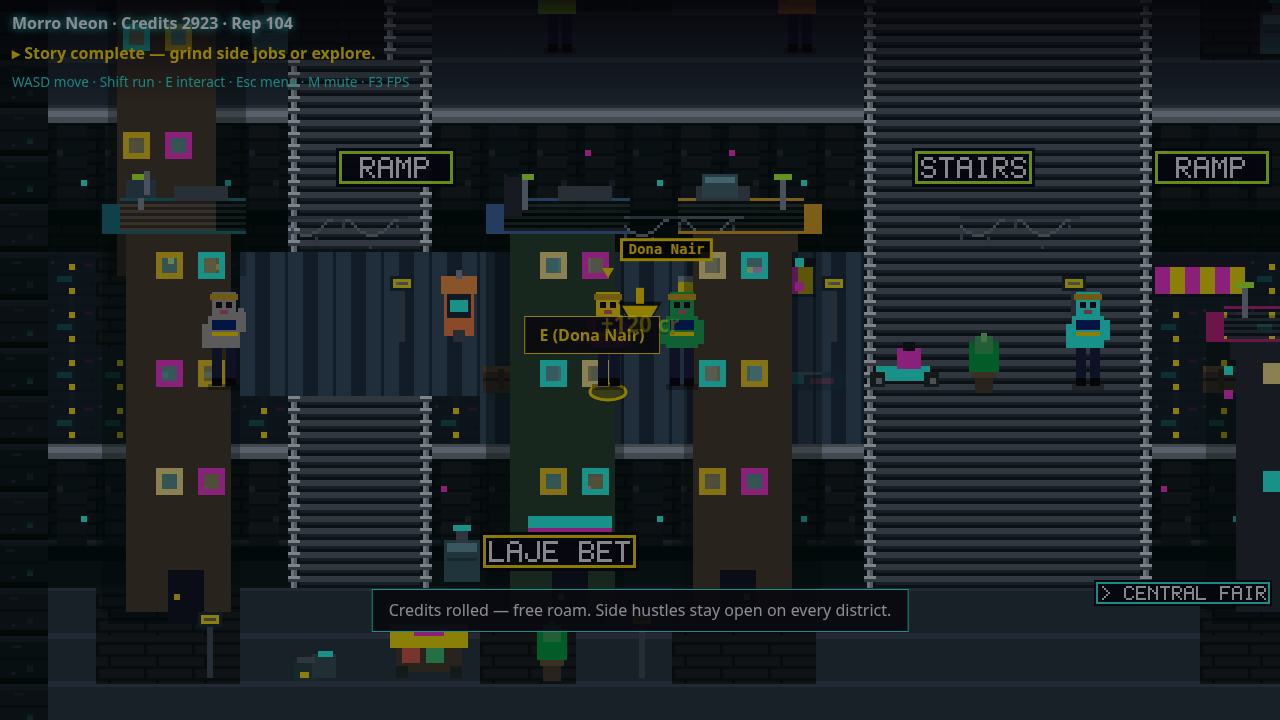 Morro Neon · Credits 2923 · Rep 104
▸ Story complete — grind side jobs or explore.
WASD move · Shift run · E interact · Esc menu · M mute · F3 FPS
RAMP
STAIRS
RAMP
Dona Nair
+120 cr
E (Dona Nair)
LAJE BET
> CENTRAL FAIR
Credits rolled — free roam. Side hustles stay open on every district.